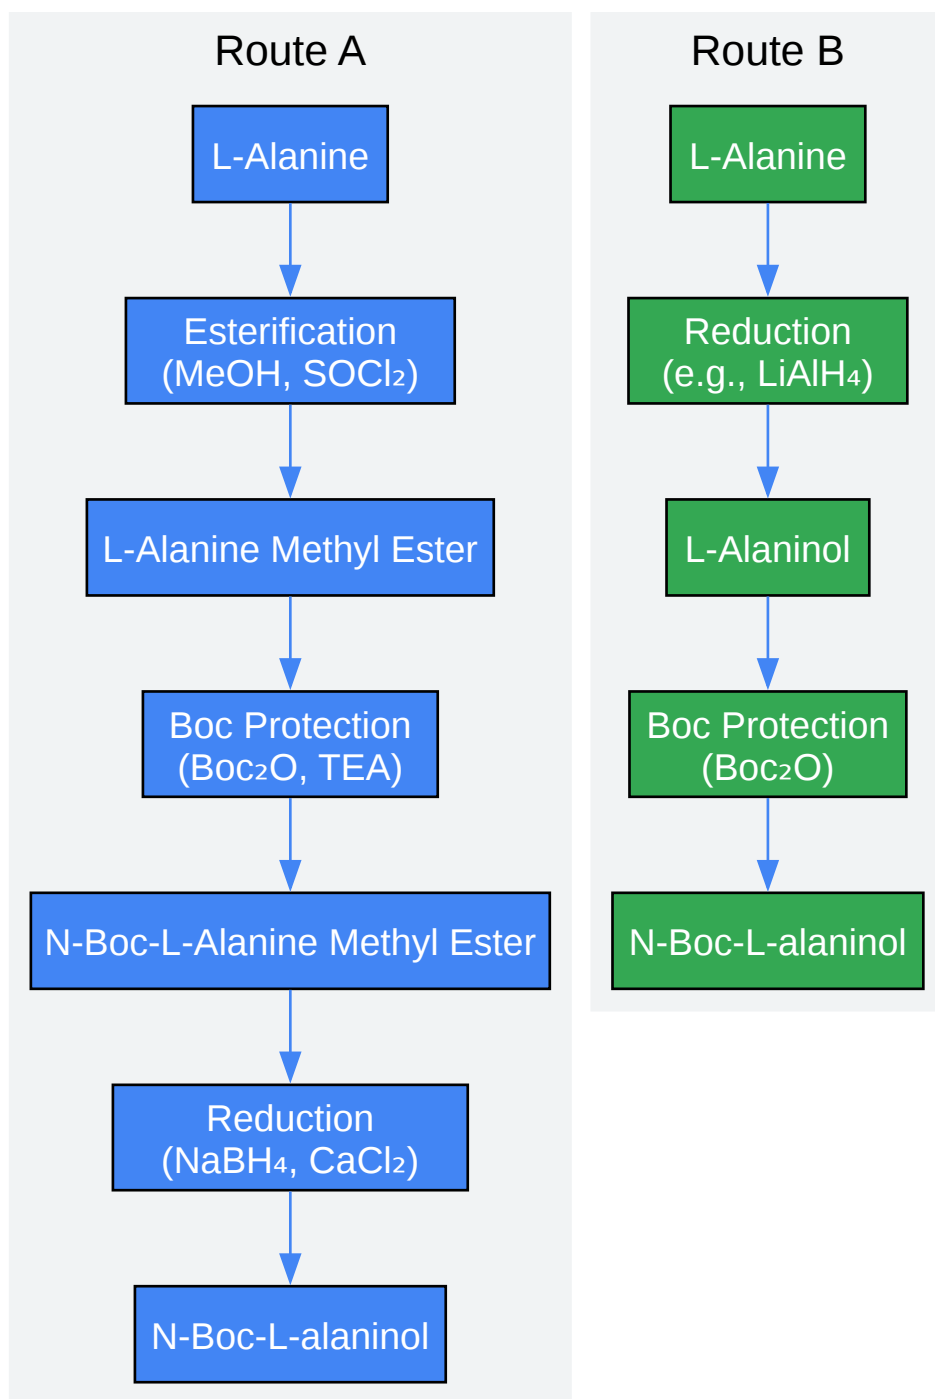 Route A
L-Alanine
Esterification
(MeOH, SOCl₂)
L-Alanine Methyl Ester
Boc Protection
(Boc₂O, TEA)
N-Boc-L-Alanine Methyl Ester
Reduction
(NaBH₄, CaCl₂)
N-Boc-L-alaninol
Route B
L-Alanine
Reduction
(e.g., LiAlH₄)
L-Alaninol
Boc Protection
(Boc₂O)
N-Boc-L-alaninol